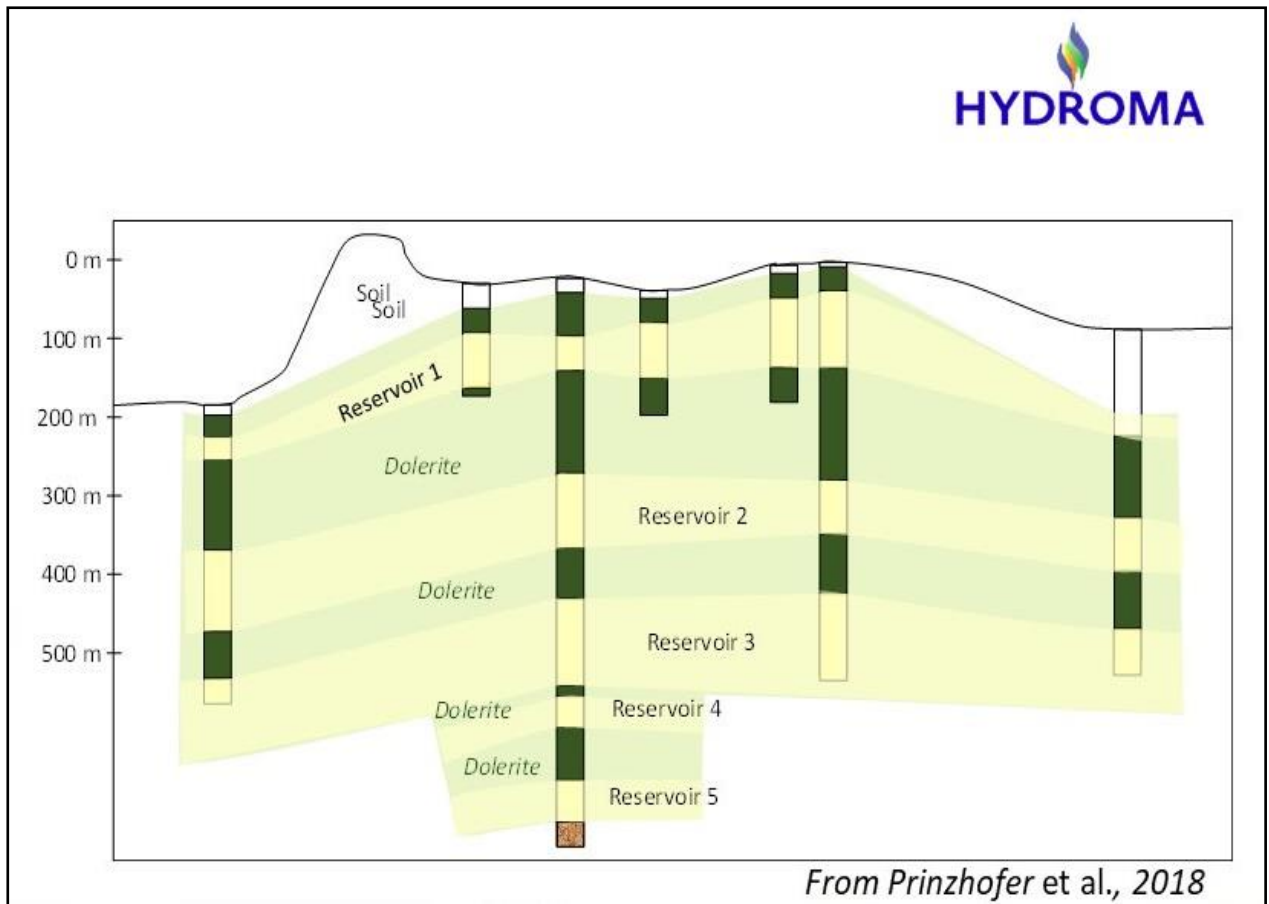 HYDROMA
0 m
Soil
Soil
100 m
Reservoir 1
200 m
Dolerite
300 m
Reservoir 2
400 m
Dolerite
500 m
Reservoir 3
Dolerite
Reservoir 4
Dolerite
Reservoir 5
From Prinzhofer et al., 2018